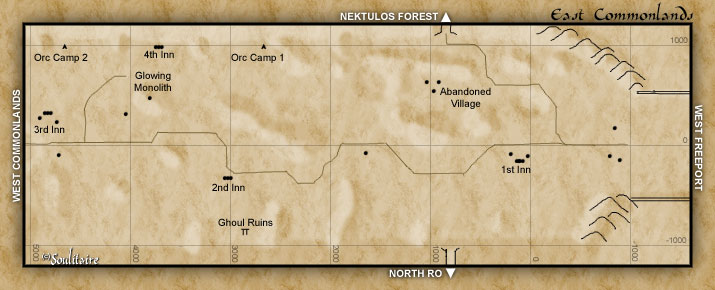 East Commonlands
NEKTULOS FOREST
1000
Orc Camp 2
4th Inn
Orc Camp 1
Glowing
Monolith
Abandoned
Village
WEST COMMONLANDS
WEST FREEPORT
3rd Inn
0
1st Inn
2nd Inn
Ghoul Ruins
-1000
5000
4000
3000
2000
1000
0
-1000
©Soulitaire
NORTH RO